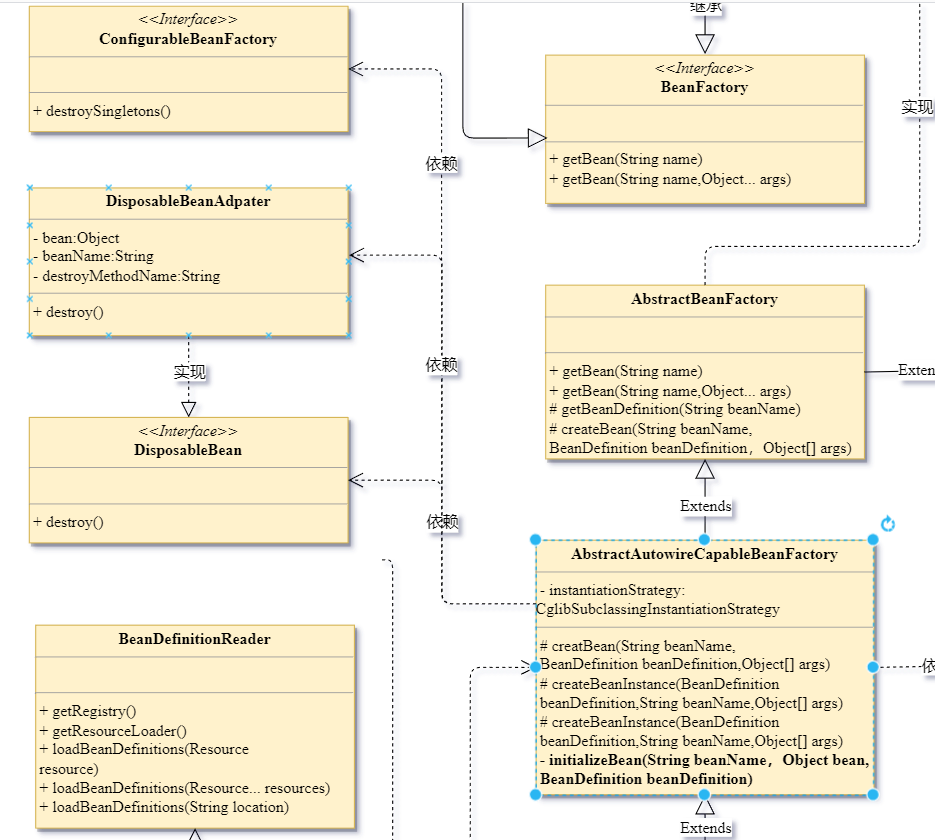 <<Interface>>
ConfigurableBeanFactory
+ destroySingletons()
DisposableBeanAdpater
- bean:Object
- beanName:String
- destroyMethodName:String
+ destroy()
实现
<<Interface>>
DisposableBean
+ destroy()
BeanDefinitionReader
+ getRegistry()
+ getResourceLoader()
+ loadBeanDefinitions(Resource
resource)
+ loadBeanDefinitions(Resource... resources)
+ loadBeanDefinitions(String location)
依赖
依赖
依赖
继承
<<Interface>>
BeanFactory
+ getBean(String name)
+ getBean(String name,Object... args)
实现
AbstractBeanFactory
+ getBean(String name)
+ getBean(String name,Object... args)
# getBeanDefinition(String beanName)
# createBean(String beanName,
BeanDefinition beanDefinition，Object[] args)
Exten
Extends
AbstractAutowireCapableBeanFactory
- instantiationStrategy:
CglibSubclassingInstantiationStrategy
# creatBean(String beanName,
BeanDefinition beanDefinition,Object[] args)
# createBeanInstance(BeanDefinition
beanDefinition,String beanName,Object[] args)
# createBeanInstance(BeanDefinition
beanDefinition,String beanName,Object[] args)
- initializeBean(String beanName，Object bean,
BeanDefinition beanDefinition)
依
Extends